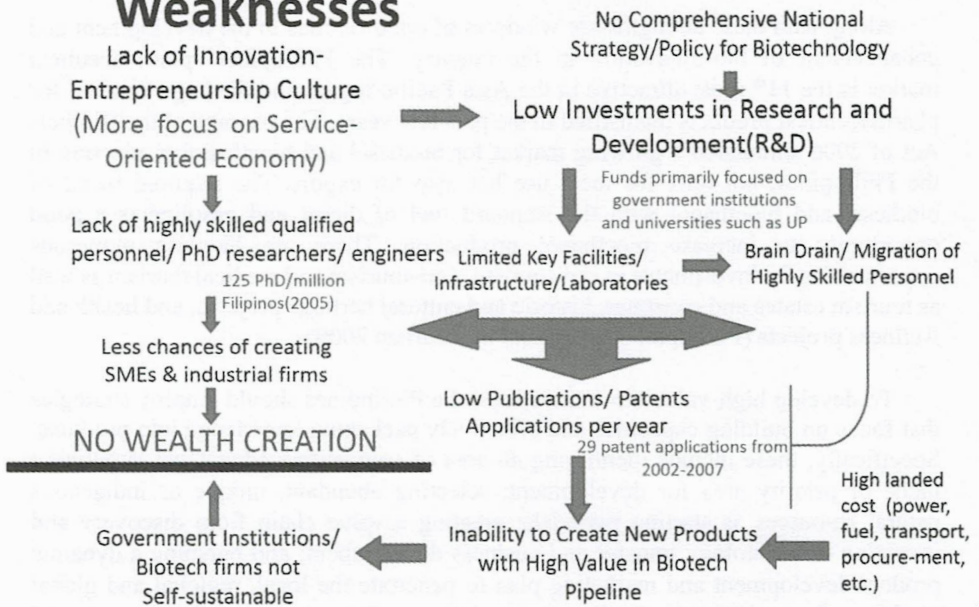 Weaknesses
Lack of Innovation-
Entrepreneurship Culture
(More focus on Service-
Oriented Economy)
Lack of highly skilled qualified
personnel/ PhD researchers/ engineers
125 PhD/million
Filipinos(2005)
Less chances of creating
SMEs & industrial firms
NO WEALTH CREATION
Government Institutions/
Biotech firms not
Self-sustainable
No Comprehensive National
Strategy/Policy for Biotechnology
Low Investments in Research and
Development(R&D)
Funds primarily focused on
government institutions
and universities such as UP
Limited Key Facilities/
Infrastructure/Laboratories
Brain Drain/ Migration of
Highly Skilled Personnel
Low Publications/ Patents
Applications per year
29 patent applications from
2002-2007
Inability to Create New Products
with High Value in Biotech
Pipeline
High landed
cost (power,
fuel, transport,
procure-ment,
etc.)